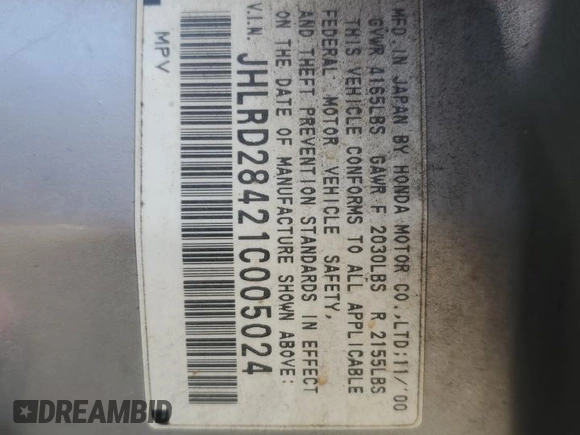 MFD IN JAPAN BY HONDA MOTOR CO.,LTD;11/'00
GVWR 4165LBS GAWR F 2030LBS R 2155LBS
THIS VEHICLE CONFORMS TO ALL APPLICABLE
FEDERAL MOTOR VEHICLE SAFETY,
AND THEFT PREVENTION STANDARDS IN EFFECT
ON THE DATE OF MANUFACTURE SHOWN ABOVE:
V.I.N. JHLRD28421C005024
MPV
DREAMBID